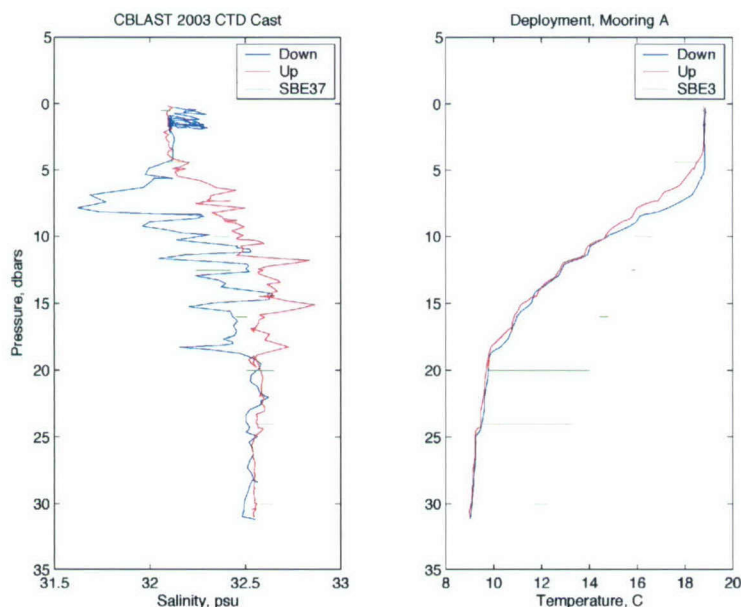 CBLAST 2003 CTD Cast
Down
Up
SBE37
5
0
5
10
15
20
25
30
35
31.5
32
32.5
33
Pressure, dbars
Salinity, psu
Deployment, Mooring A
Down
Up
SBE3
5
0
5
10
15
20
25
30
35
8
10
12
14
16
18
20
Temperature, C